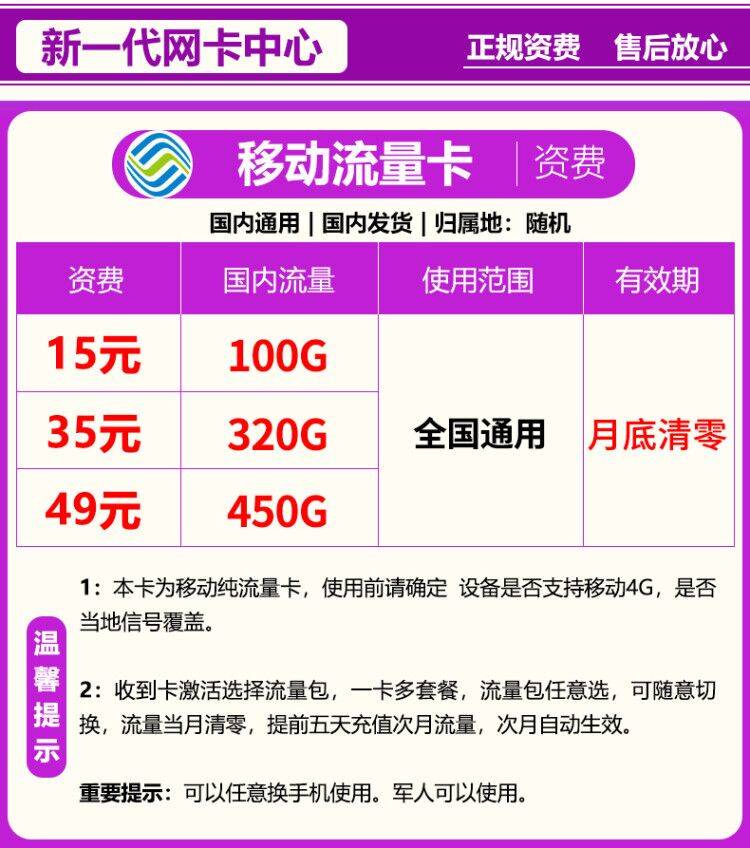 新一代网卡中心
正规资费 售后放心
移动流量卡 | 资费
国内通用 | 国内发货 | 归属地：随机
资费 国内流量 使用范围 有效期
15元 100G
35元 320G 全国通用 月底清零
49元 450G
温馨提示
1：本卡为移动纯流量卡，使用前请确定 设备是否支持移动4G，是否
当地信号覆盖。
2：收到卡激活选择流量包，一卡多套餐，流量包任意选，可随意切
换，流量当月清零，提前五天充值次月流量，次月自动生效。
重要提示：可以任意换手机使用。军人可以使用。